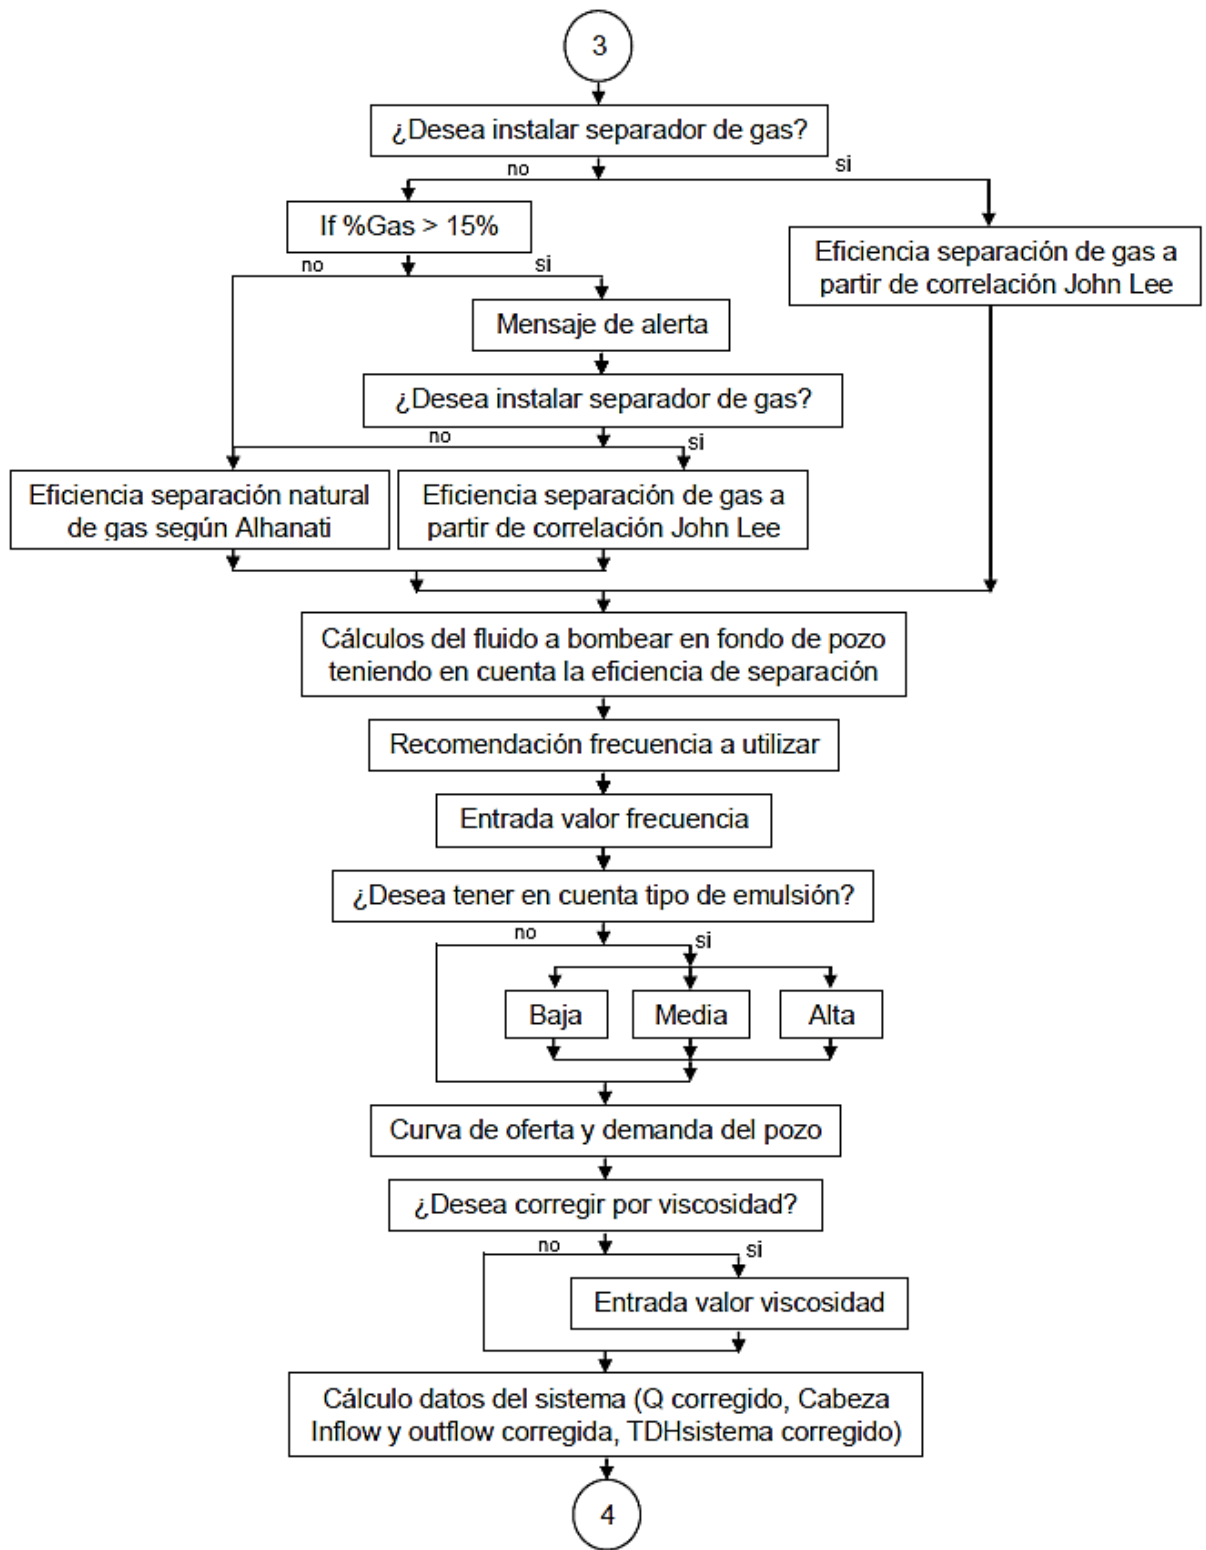 3
¿Desea instalar separador de gas?
no
si
If %Gas > 15%
Eficiencia separación de gas a
partir de correlación John Lee
no
si
Mensaje de alerta
¿Desea instalar separador de gas?
no
si
Eficiencia separación natural
de gas según Alhanati
Eficiencia separación de gas a
partir de correlación John Lee
Cálculos del fluido a bombear en fondo de pozo
teniendo en cuenta la eficiencia de separación
Recomendación frecuencia a utilizar
Entrada valor frecuencia
¿Desea tener en cuenta tipo de emulsión?
no
si
Baja
Media
Alta
Curva de oferta y demanda del pozo
¿Desea corregir por viscosidad?
no
si
Entrada valor viscosidad
Cálculo datos del sistema (Q corregido, Cabeza
Inflow y outflow corregida, TDHsistema corregido)
4